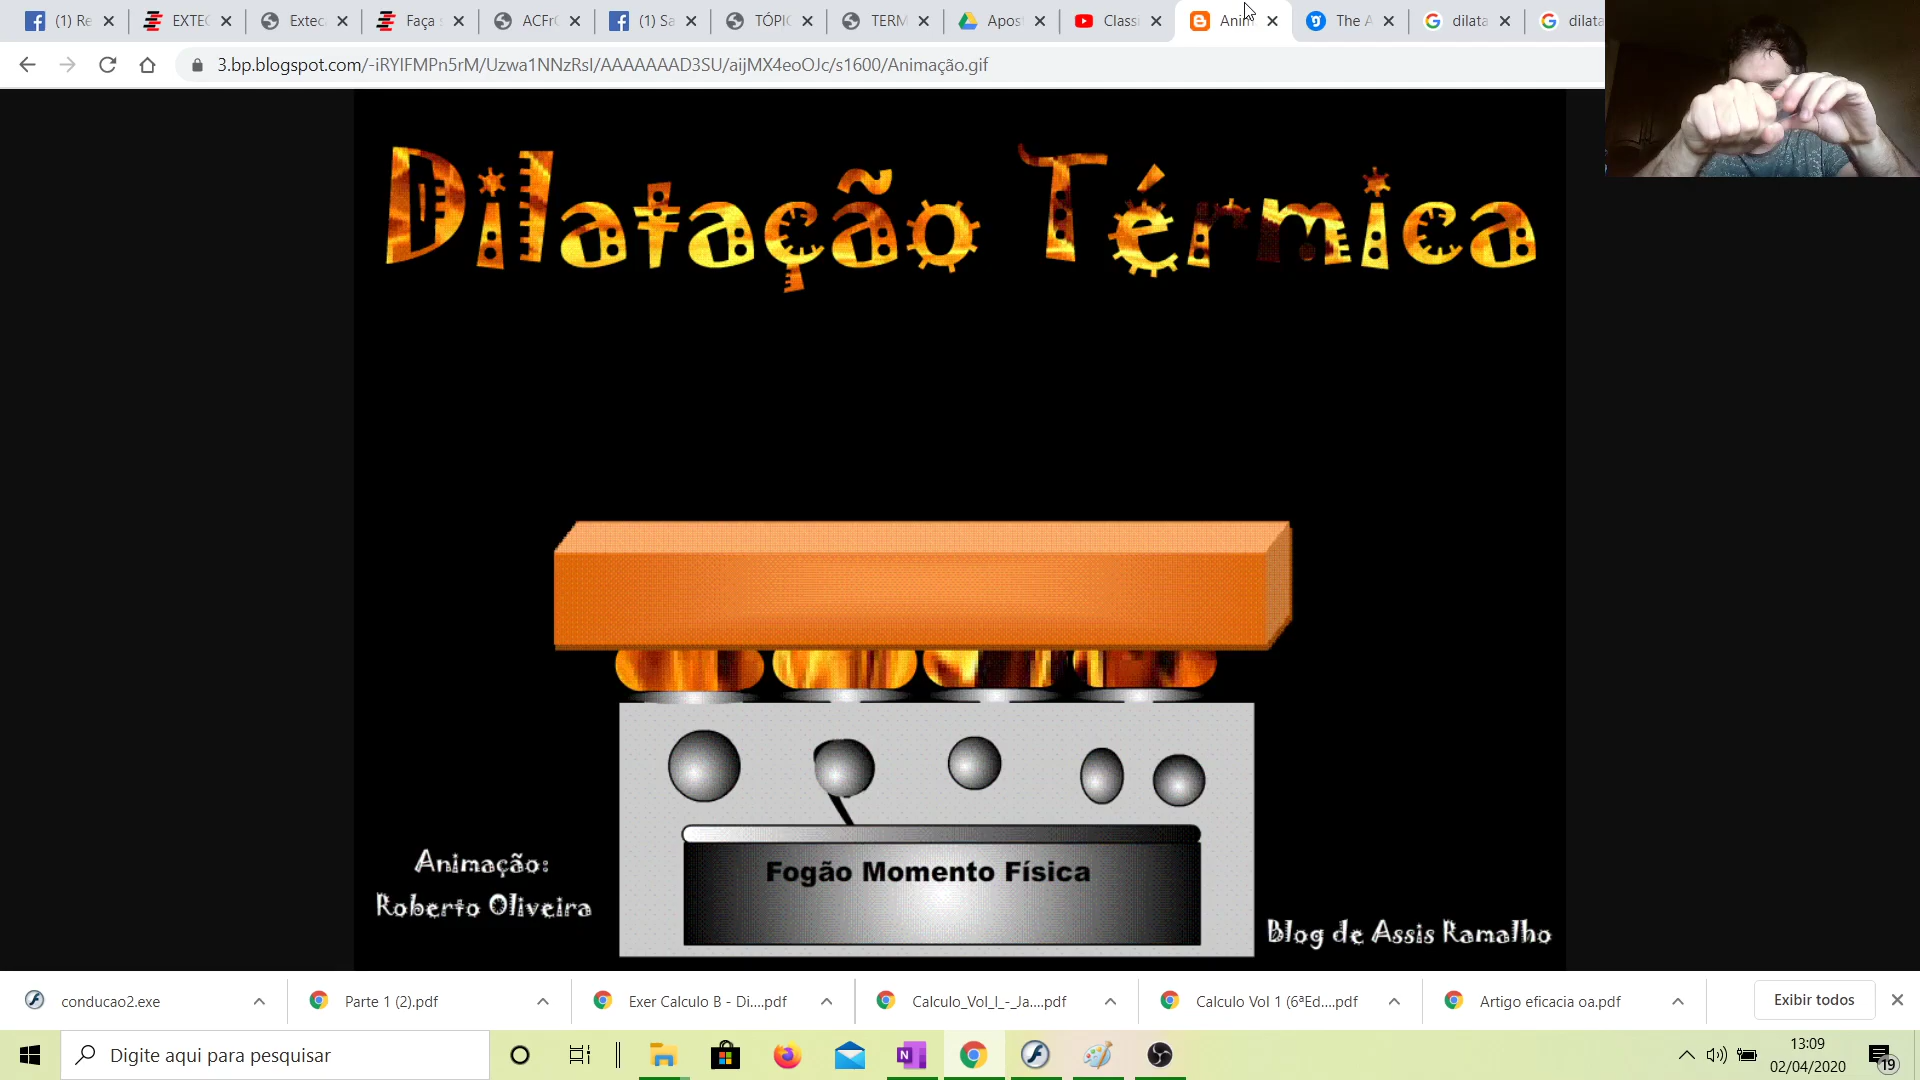 (1) Re
EXTEC
Extec
Faça
ACFr
(1) Sa
TÓPIC
TERM
Apost
Classi
Anim
The A
dilata
dilata
3.bp.blogspot.com/-iRYIFMPn5rM/Uzwa1NNzRsI/AAAAAAAD3SU/aijMX4eoOJc/s1600/Animação.gif
Dilatação Térmica
Fogão Momento Física
Animação:
Roberto Oliveira
Blog de Assis Ramalho
conducao2.exe
Parte 1 (2).pdf
Exer Calculo B - Di....pdf
Calculo_Vol_I_-_Ja....pdf
Calculo Vol 1 (6ªEd....pdf
Artigo eficacia oa.pdf
Exibir todos
Digite aqui para pesquisar
13:09
02/04/2020
19